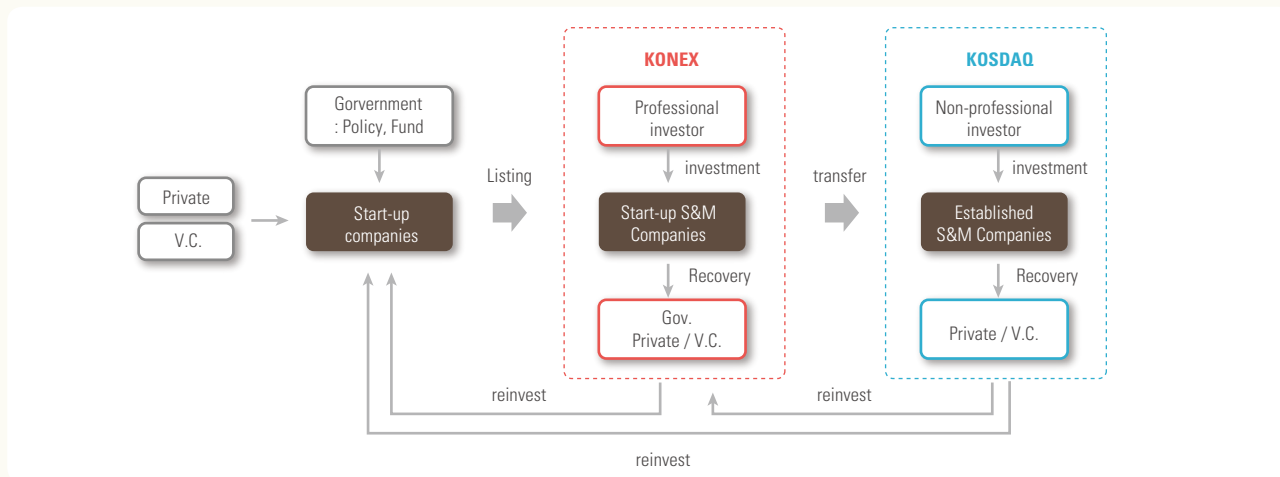 KONEX
KOSDAQ
Gorvernment
: Policy, Fund
Professional
investor
Non-professional
investor
investment
investment
Listing
transfer
Private
V.C.
Start-up
companies
Start-up S&M
Companies
Established
S&M Companies
Recovery
Recovery
Gov.
Private / V.C.
Private / V.C.
reinvest
reinvest
reinvest